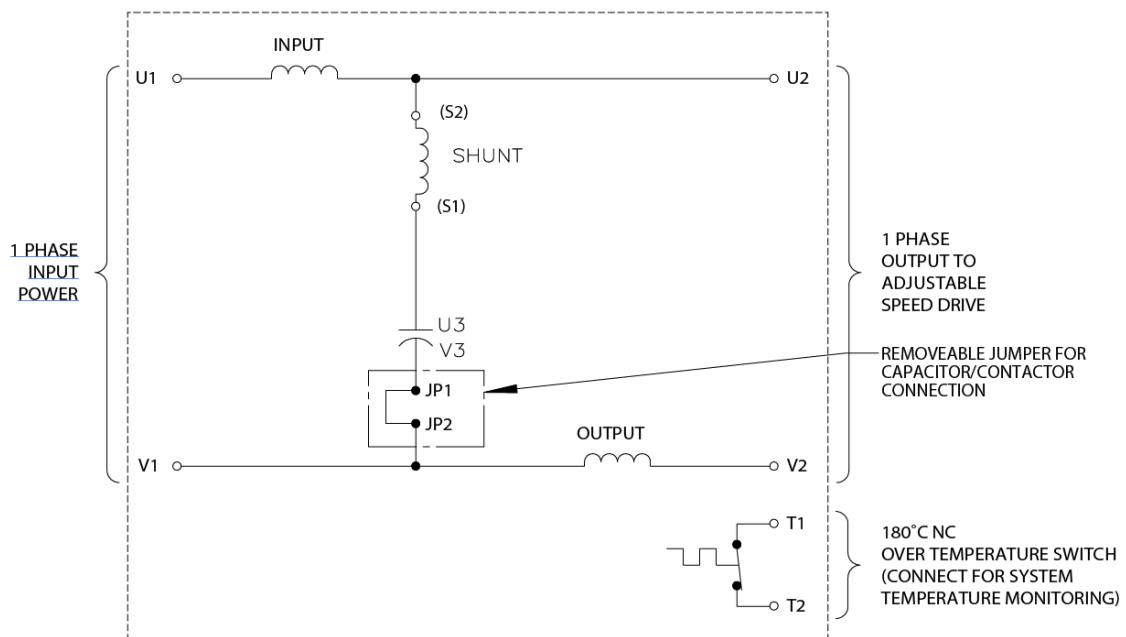 INPUT
U1
U2
(S2)
SHUNT
(S1)
1 PHASE
INPUT
POWER
1 PHASE
OUTPUT TO
ADJUSTABLE
SPEED DRIVE
U3
V3
REMOVEABLE JUMPER FOR
CAPACITOR/CONTACTOR
CONNECTION
JP1
JP2
OUTPUT
V1
V2
T1
180°C NC
OVER TEMPERATURE SWITCH
(CONNECT FOR SYSTEM
TEMPERATURE MONITORING)
T2